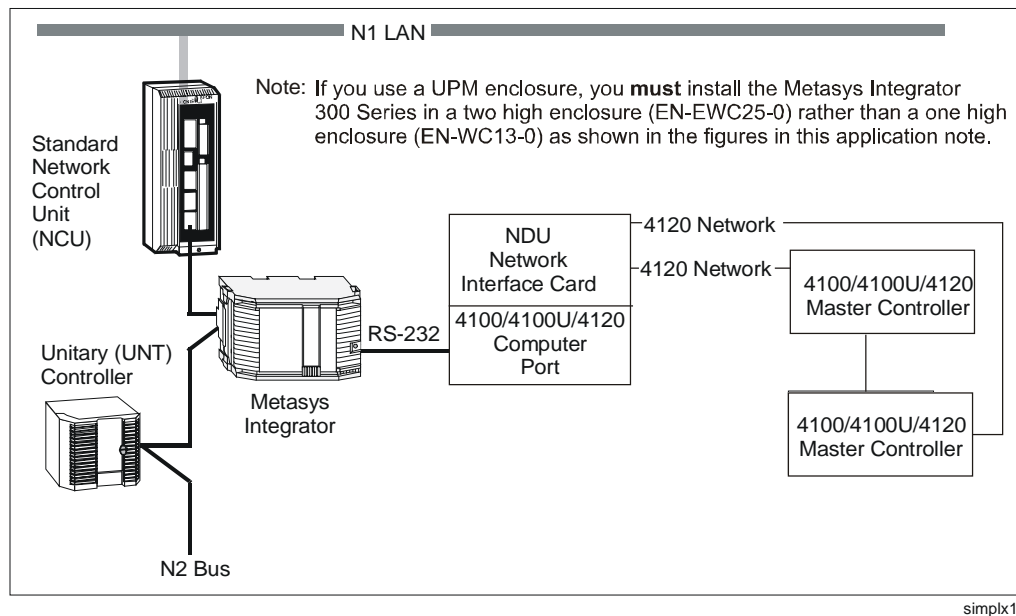 N1 LAN
Note: If you use a UPM enclosure, you must install the Metasys Integrator
300 Series in a two high enclosure (EN-EWC25-0) rather than a one high
enclosure (EN-WC13-0) as shown in the figures in this application note.
Standard
Network
Control
Unit
(NCU)
NDU
Network
Interface Card
4120 Network
4120 Network
4100/4100U/4120
Master Controller
4100/4100U/4120
Computer
Port
RS-232
Unitary (UNT)
Controller
Metasys
Integrator
4100/4100U/4120
Master Controller
N2 Bus
simplx1